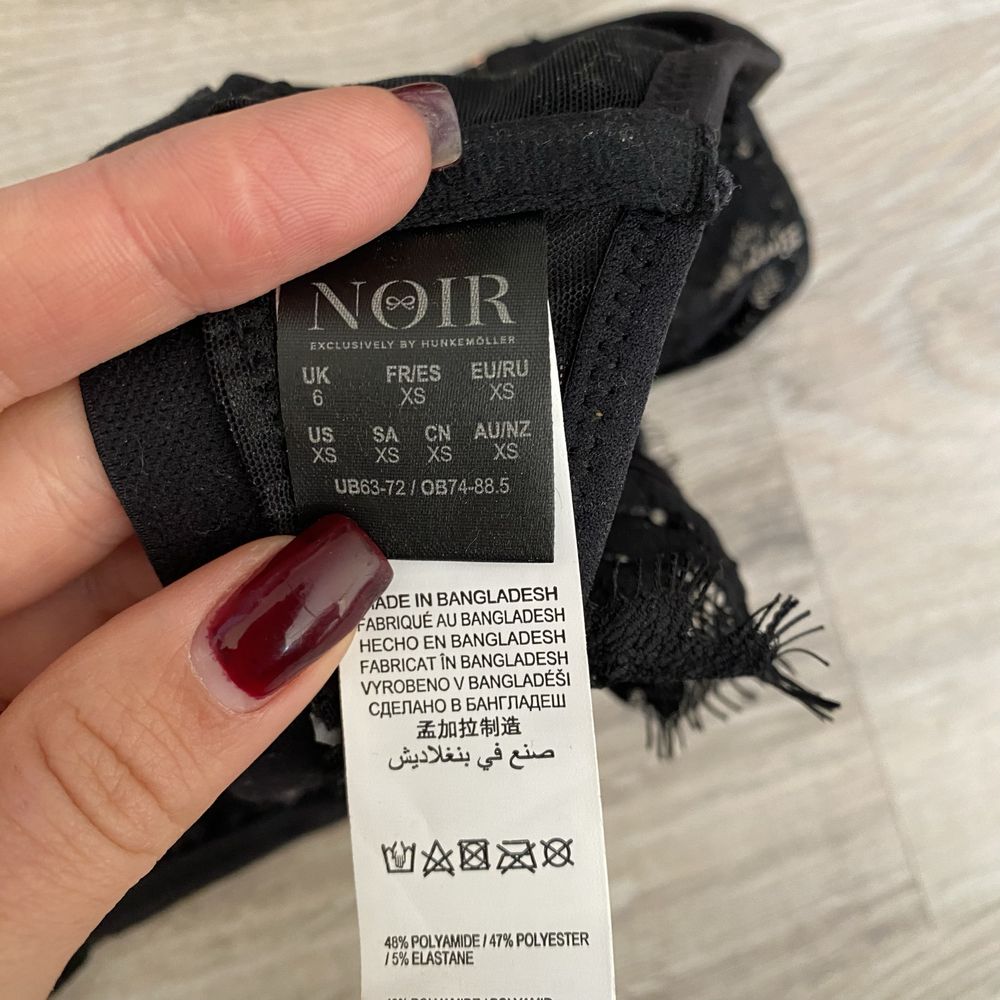 NOIR
EXCLUSIVELY BY HUNKEMÖLLER
UK FR/ES EU/RU
6 XS XS
US SA CN AU/NZ
XS XS XS XS
UB63-72 / OB74-88.5
MADE IN BANGLADESH
FABRIQUÉ AU BANGLADESH
HECHO EN BANGLADESH
FABRICAT ÎN BANGLADESH
VYROBENO V BANGLADÉŠI
СДЕЛАНО В БАНГЛАДЕШ
孟加拉制造
صنع في بنغلاديش
48% POLYAMIDE / 47% POLYESTER
/ 5% ELASTANE